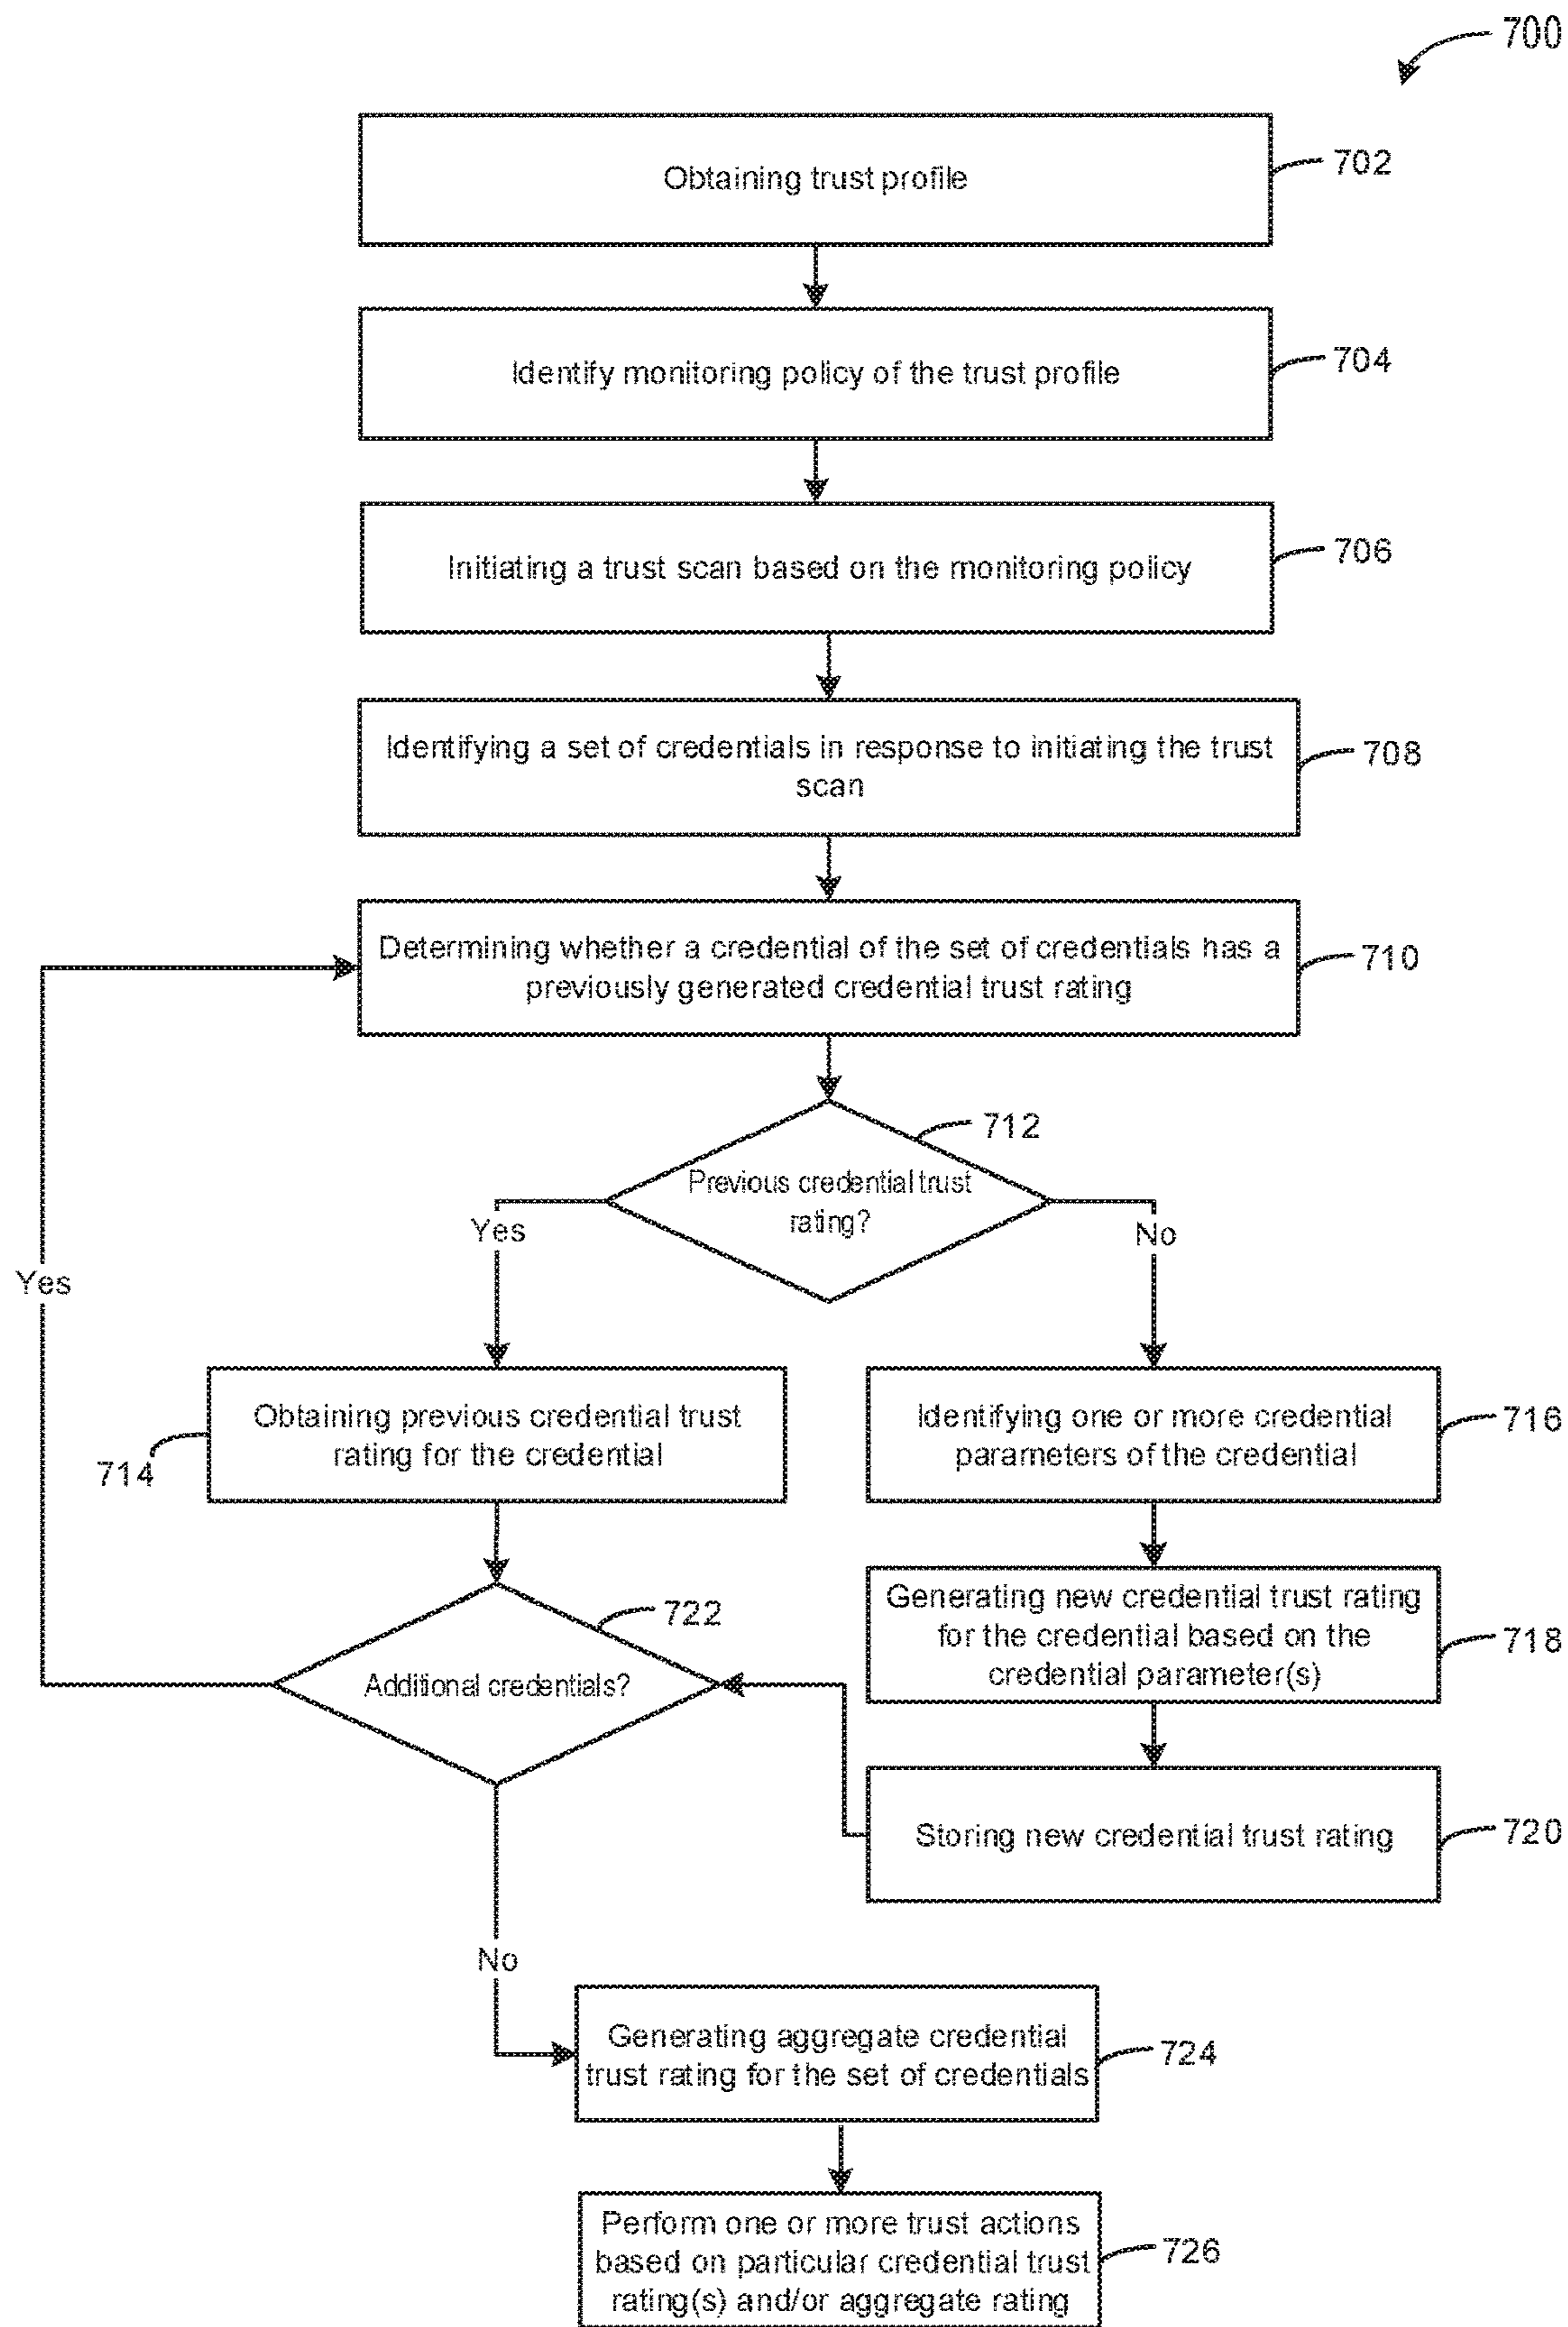 700
Obtaining trust profile
702
Identify monitoring policy of the trust profile
704
Initiating a trust scan based on the monitoring policy
706
Identifying a set of credentials in response to initiating the trust
scan
708
Determining whether a credential of the set of credentials has a
previously generated credential trust rating
710
712
Previous credential trust
rating?
Yes
No
Yes
Obtaining previous credential trust
rating for the credential
714
Identifying one or more credential
parameters of the credential
716
Generating new credential trust rating
for the credential based on the
credential parameter(s)
718
722
Additional credentials?
Storing new credential trust rating
720
No
Generating aggregate credential
trust rating for the set of credentials
724
Perform one or more trust actions
based on particular credential trust
rating(s) and/or aggregate rating
726